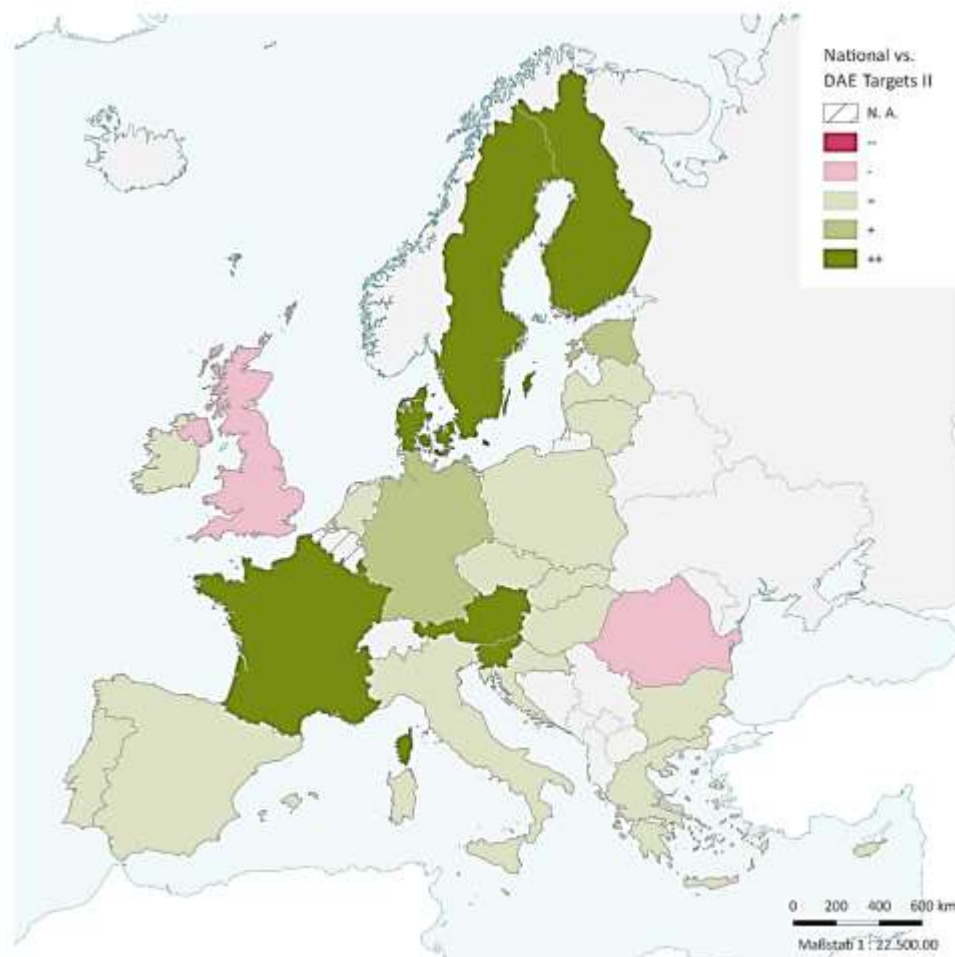 National vs.
DAE Targets II
N. A.
--
-
=
+
++
0 200 400 600 km
Maßstab 1 : 22.500.00